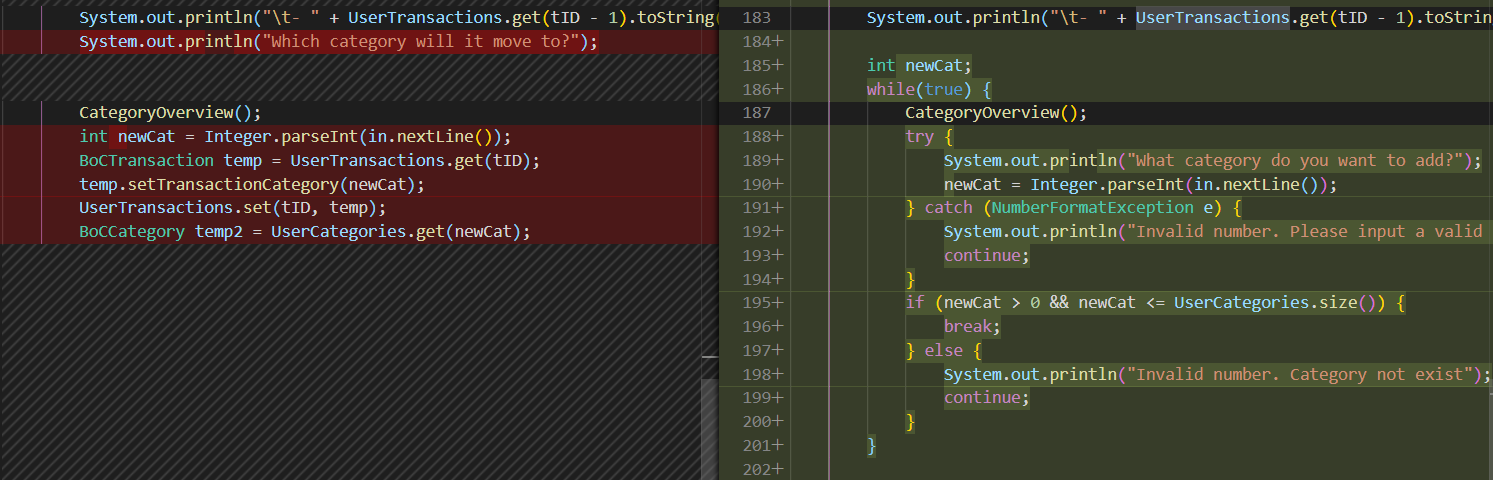 System.out.println("\t- " + UserTransactions.get(tID - 1).toString(
System.out.println("Which category will it move to?");
CategoryOverview();
int newCat = Integer.parseInt(in.nextLine());
BoCTransaction temp = UserTransactions.get(tID);
temp.setTransactionCategory(newCat);
UserTransactions.set(tID, temp);
BoCCategory temp2 = UserCategories.get(newCat);
183 System.out.println("\t- " + UserTransactions.get(tID - 1).toStrin
184+
185+ int newCat;
186+ while(true) {
187 CategoryOverview();
188+ try {
189+ System.out.println("What category do you want to add?");
190+ newCat = Integer.parseInt(in.nextLine());
191+ } catch (NumberFormatException e) {
192+ System.out.println("Invalid number. Please input a valid
193+ continue;
194+ }
195+ if (newCat > 0 && newCat <= UserCategories.size()) {
196+ break;
197+ } else {
198+ System.out.println("Invalid number. Category not exist");
199+ continue;
200+ }
201+ }
202+